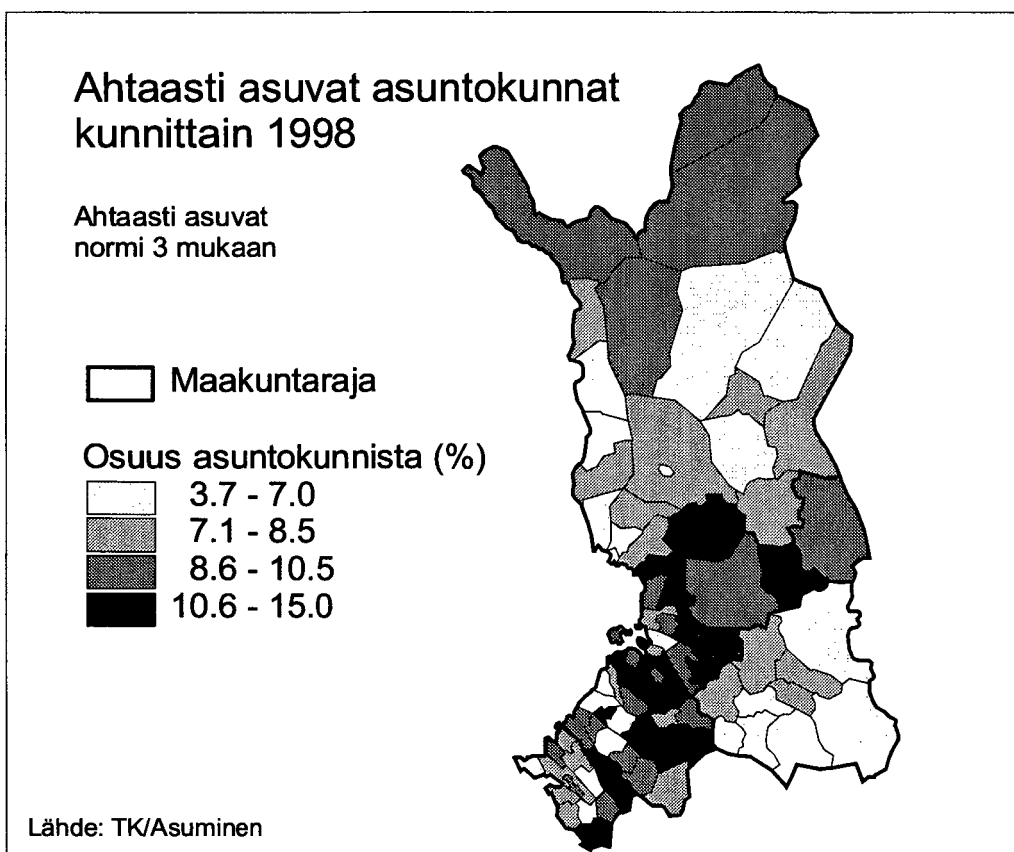 Ahtaasti asuvat asuntokunnat
kunnittain 1998
Ahtaasti asuvat
normi 3 mukaan
Maakuntaraja
Osuus asuntokunnista (%)
3.7 - 7.0
7.1 - 8.5
8.6 - 10.5
10.6 - 15.0
Lähde: TK/Asuminen